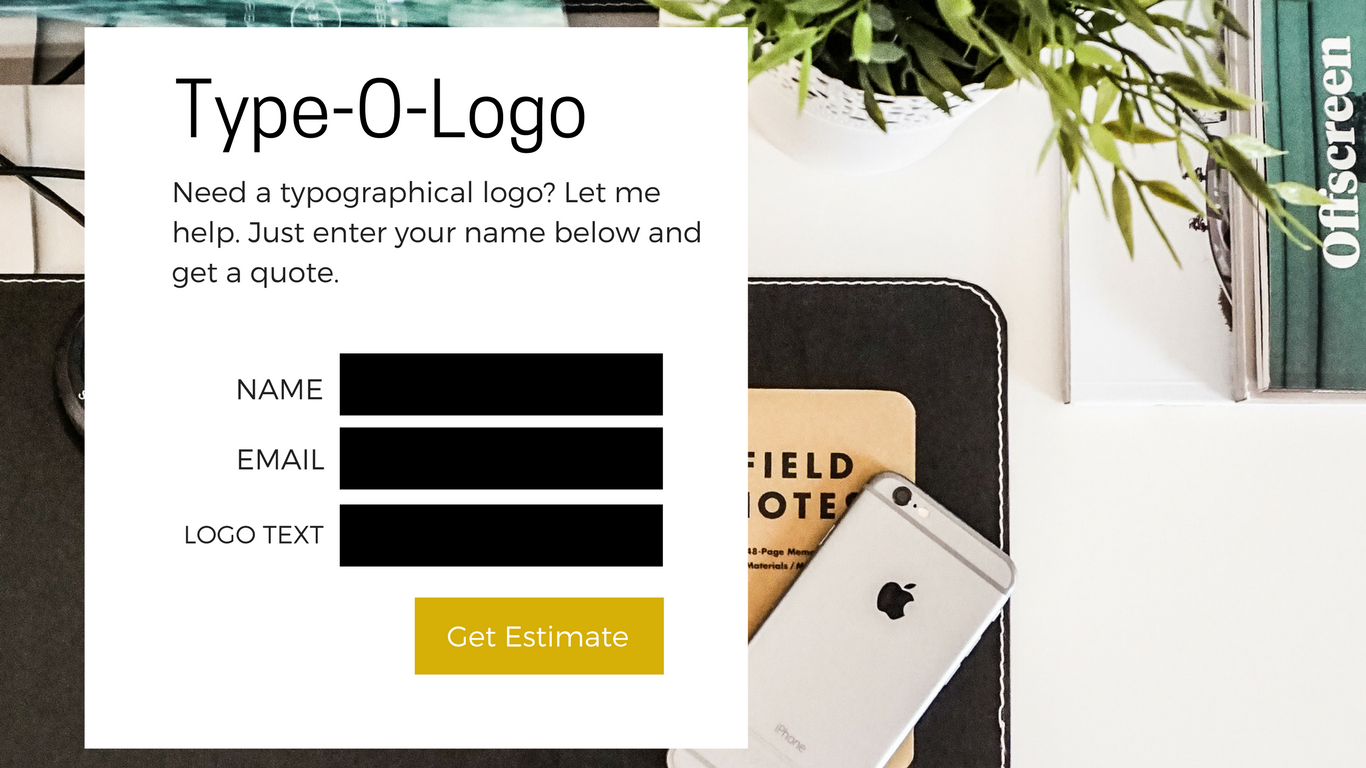 Type-O-Logo
Need a typographical logo? Let me
help. Just enter your name below and
get a quote.
NAME
EMAIL
LOGO TEXT
Get Estimate
Offscreen
FIELD
NOTES
48-Page Memo
Materials /
iPhone